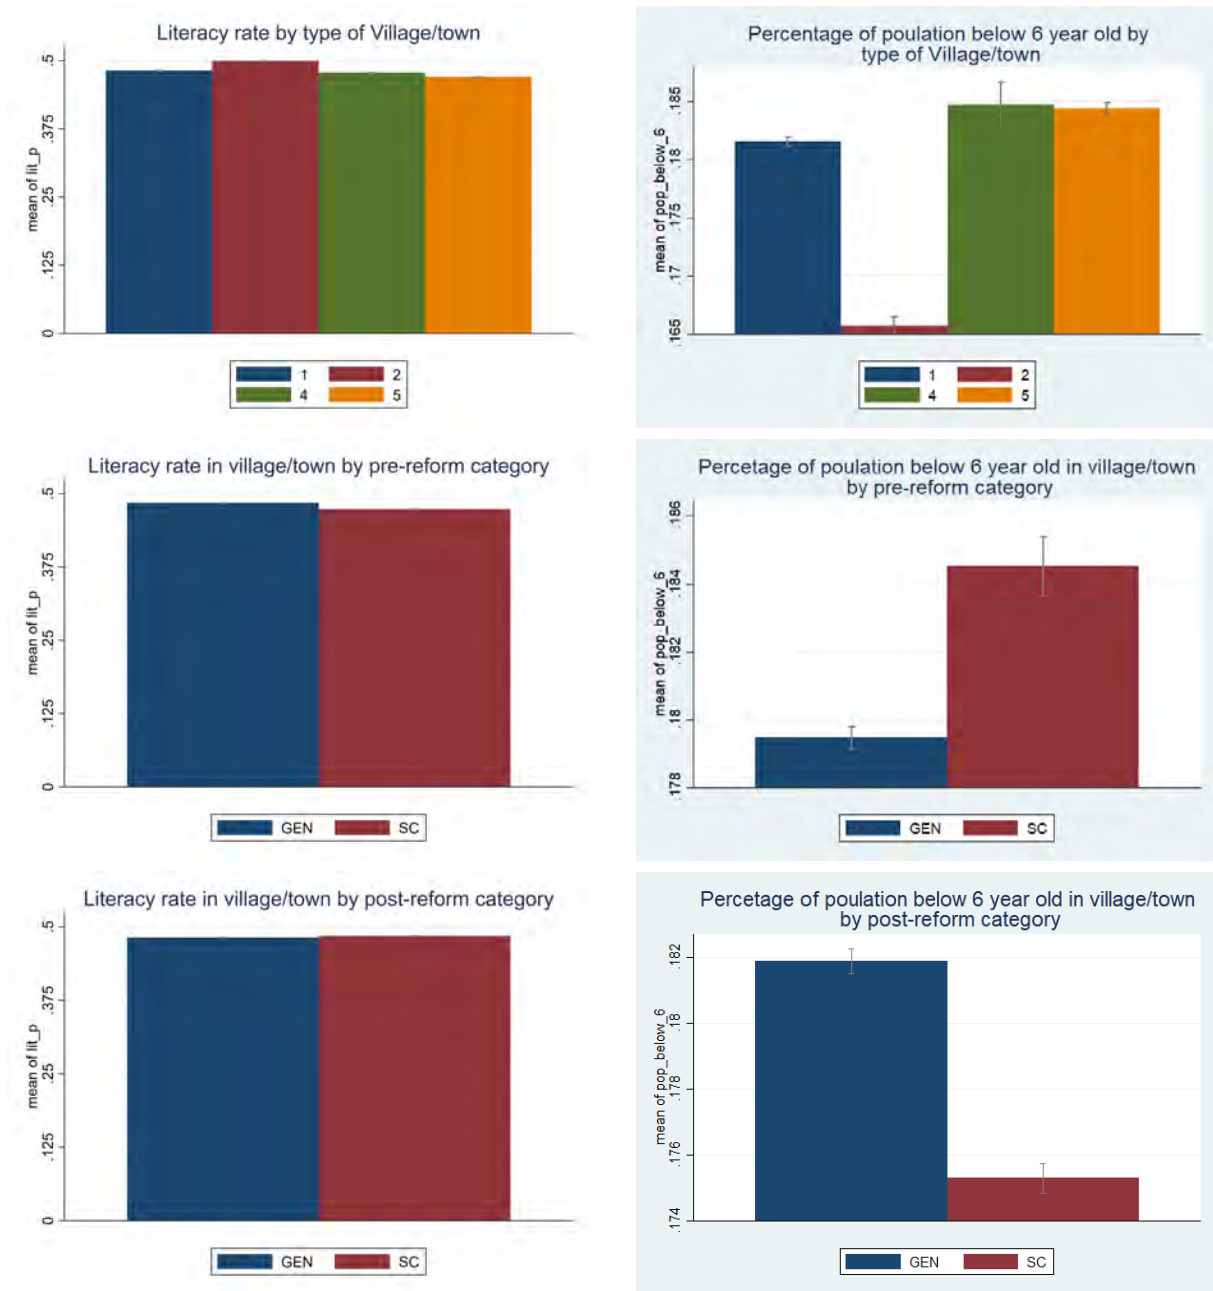 Literacy rate by type of Village/town
mean of lit_p
.5
.375
.25
.125
0
1 2
4 5
Percentage of poulation below 6 year old by
type of Village/town
mean of pop_below_6
.185
.18
.175
.17
.165
1 2
4 5
Literacy rate in village/town by pre-reform category
mean of lit_p
.5
.375
.25
.125
0
GEN SC
Percetage of poulation below 6 year old in village/town
by pre-reform category
mean of pop_below_6
.186
.184
.182
.18
.178
GEN SC
Literacy rate in village/town by post-reform category
mean of lit_p
.5
.375
.25
.125
0
GEN SC
Percetage of poulation below 6 year old in village/town
by post-reform category
mean of pop_below_6
.182
.18
.178
.176
.174
GEN SC